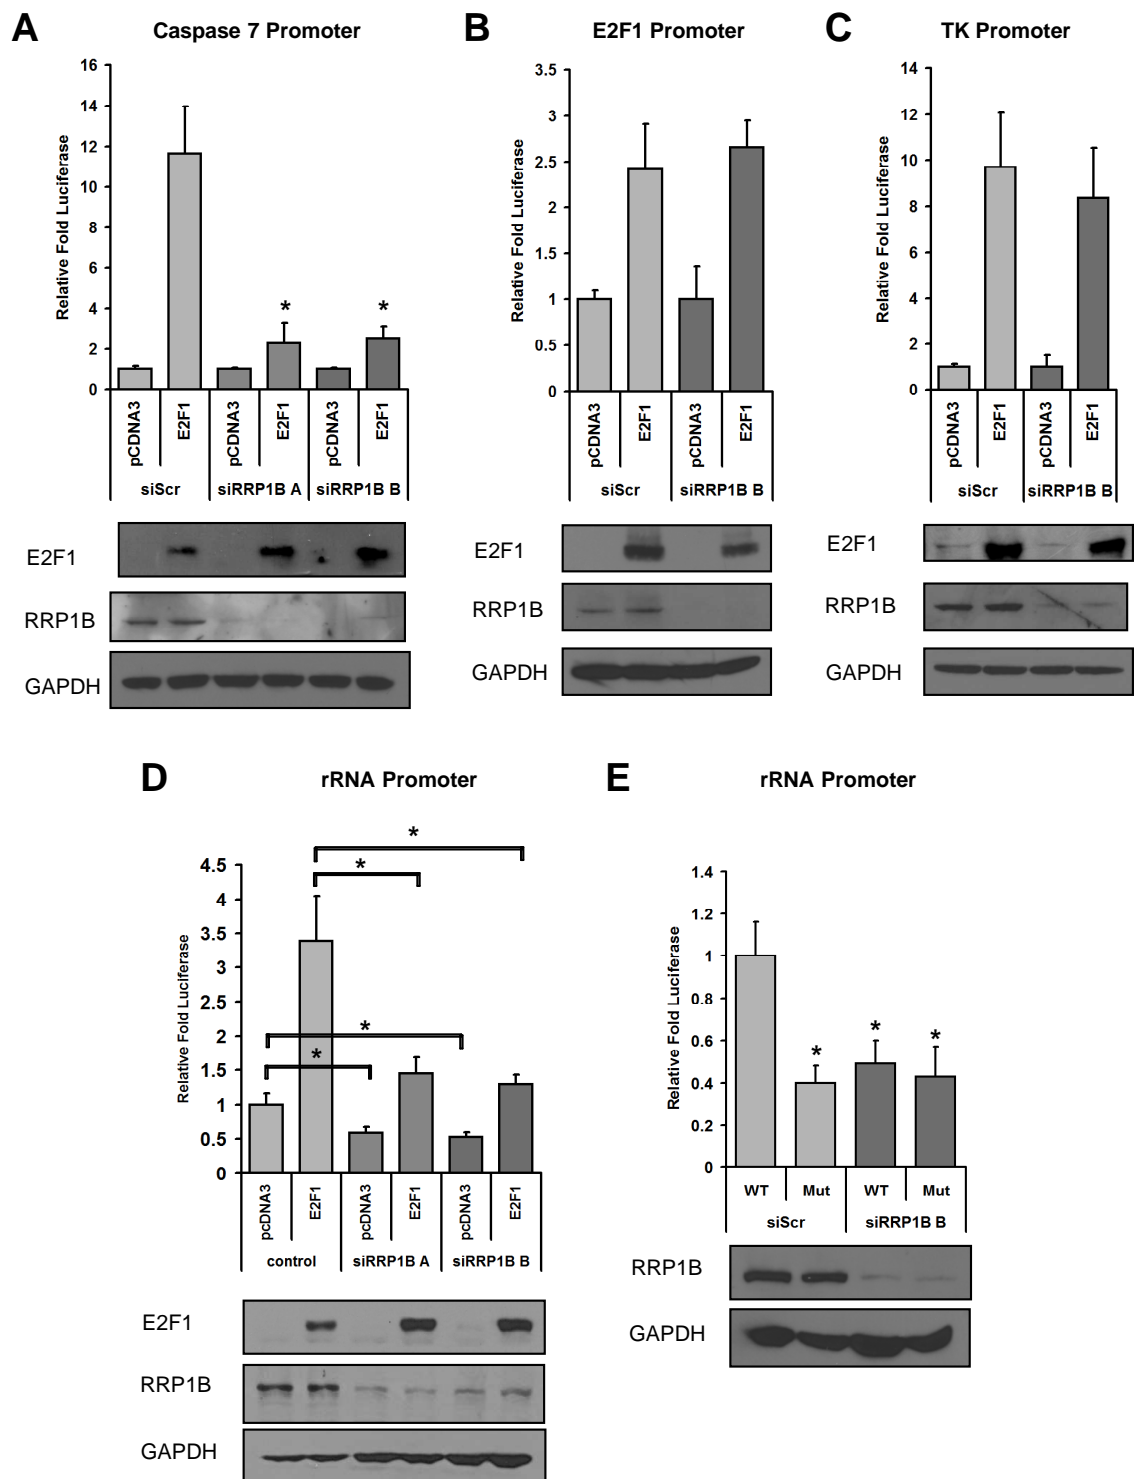 A
Caspase 7 Promoter
Relative Fold Luciferase
16
14
12
10
8
6
4
2
0
*
*
pCDNA3
E2F1
pCDNA3
E2F1
pCDNA3
E2F1
siScr
siRRP1B A
siRRP1B B
E2F1
RRP1B
GAPDH
B
E2F1 Promoter
Relative Fold Luciferase
3.5
3
2.5
2
1.5
1
0.5
0
pCDNA3
E2F1
pCDNA3
E2F1
siScr
siRRP1B B
E2F1
RRP1B
GAPDH
C
TK Promoter
Relative Fold Luciferase
14
12
10
8
6
4
2
0
pCDNA3
E2F1
pCDNA3
E2F1
siScr
siRRP1B B
E2F1
RRP1B
GAPDH
D
rRNA Promoter
Relative Fold Luciferase
4.5
4
3.5
3
2.5
2
1.5
1
0.5
0
*
*
*
*
pcDNA3
E2F1
pcDNA3
E2F1
pcDNA3
E2F1
control
siRRP1B A
siRRP1B B
E2F1
RRP1B
GAPDH
E
rRNA Promoter
Relative Fold Luciferase
1.4
1.2
1
0.8
0.6
0.4
0.2
0
*
*
*
WT
Mut
WT
Mut
siScr
siRRP1B B
RRP1B
GAPDH